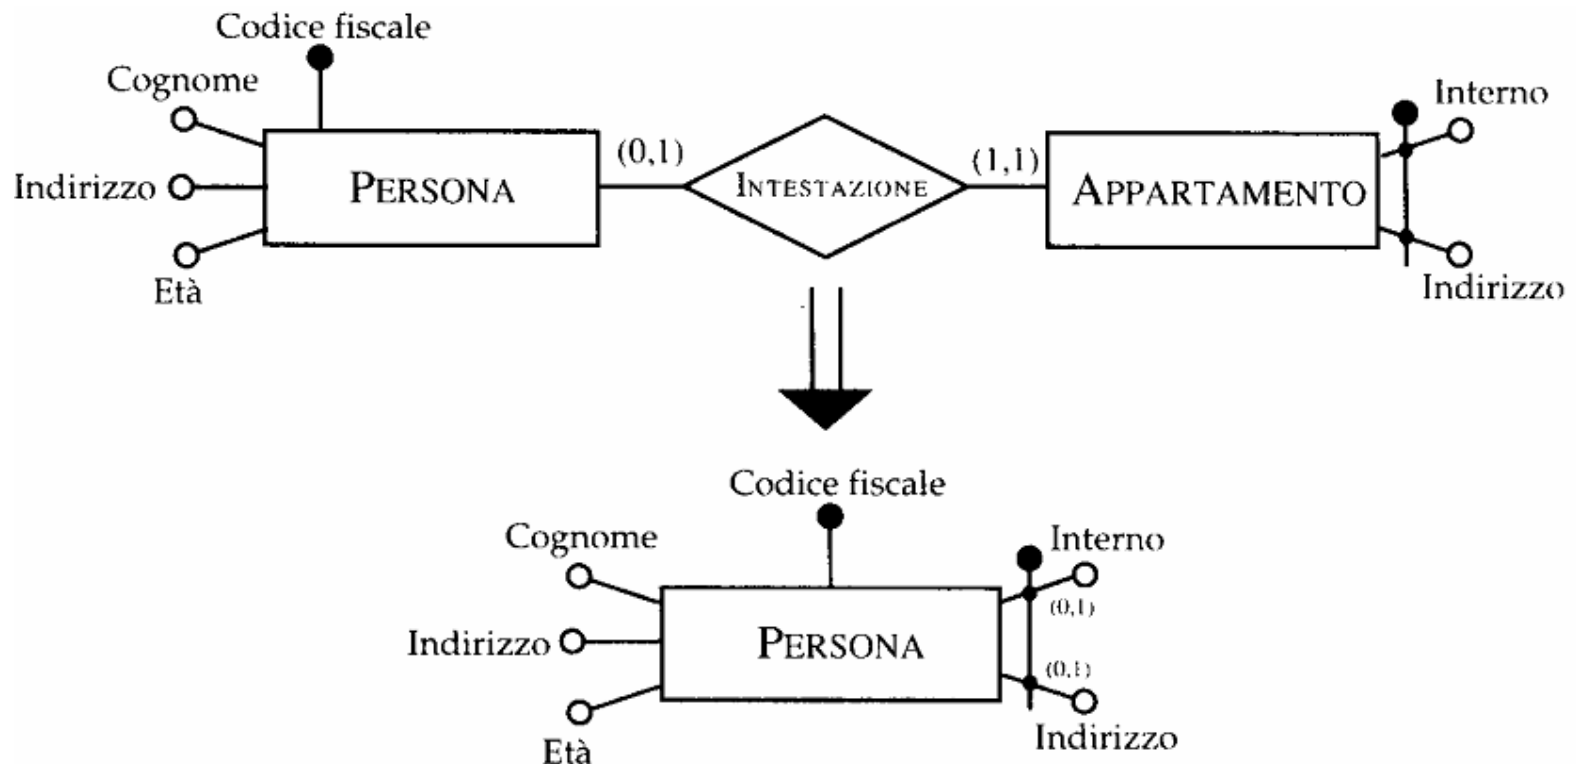 Codice fiscale
Cognome
Indirizzo
Età
PERSONA
(0,1)
INTESTAZIONE
(1,1)
APPARTAMENTO
Interno
Indirizzo
Codice fiscale
Cognome
Indirizzo
Età
PERSONA
Interno
(0,1)
(0,1)
Indirizzo